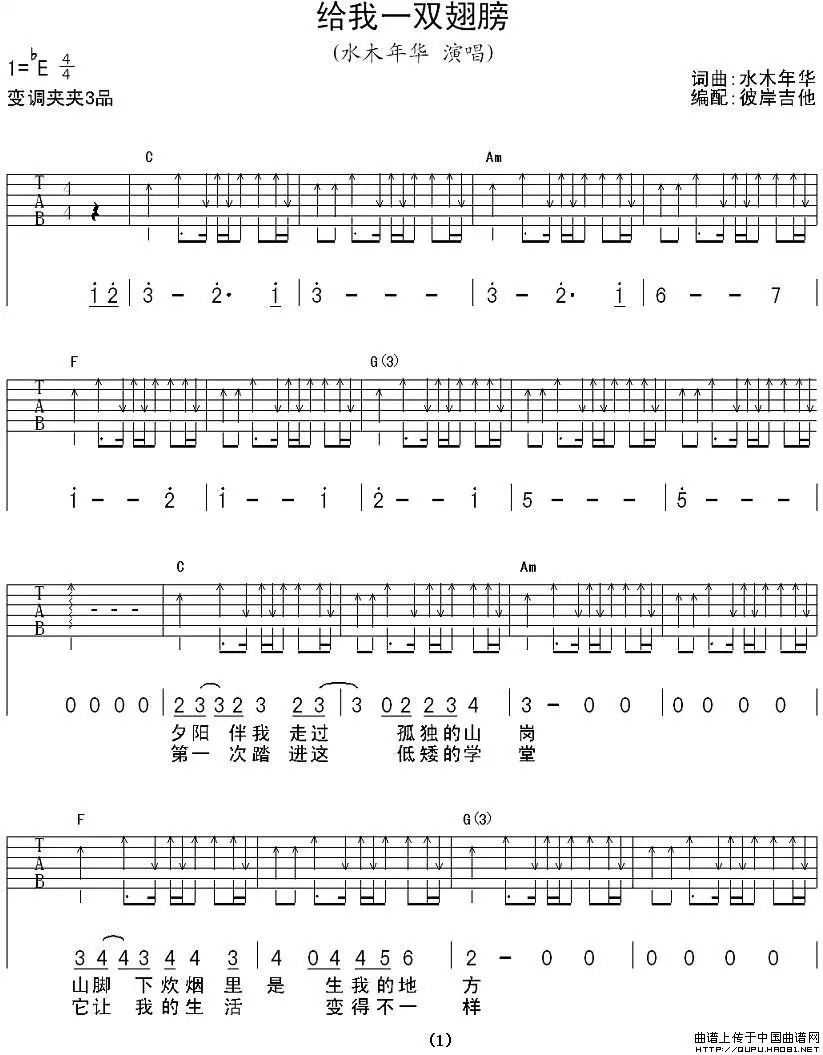 给我一双翅膀
(水木年华 演唱)
1=♭E 4/4
变调夹夹3品
词曲:水木年华
编配:彼岸吉他
C Am
T A B 4 4
1̇ 2̇ | 3̇ - 2̇· 1̇ | 3̇ - - - | 3̇ - 2̇· 1̇ | 6 - - 7 |
F G(3)
T A B
1̇ - - 2̇ | 1̇ - - 1̇ | 2̇ - - 1̇ | 5 - - - | 5̇ - - - |
C Am
T A B - - -
0 0 0 0 | 2 3 3 2 3 2 3 | 3 0 2 2 3 4 | 3 - 0 0 | 0 0 0 0 |
夕阳 伴我 走过 孤独的山 岗
第一 次踏 进这 低矮的学 堂
F G(3)
T A B
3 4 4 3 4 4 3 | 4 0 4 4 5 6 | 2 - 0 0 | 0 0 0 0 |
山脚 下炊烟里 是 生我的地 方
它让 我的生活 变得不一 样
(1)
曲谱上传于中国曲谱网
HTTP://QUPU.HAO81.NET